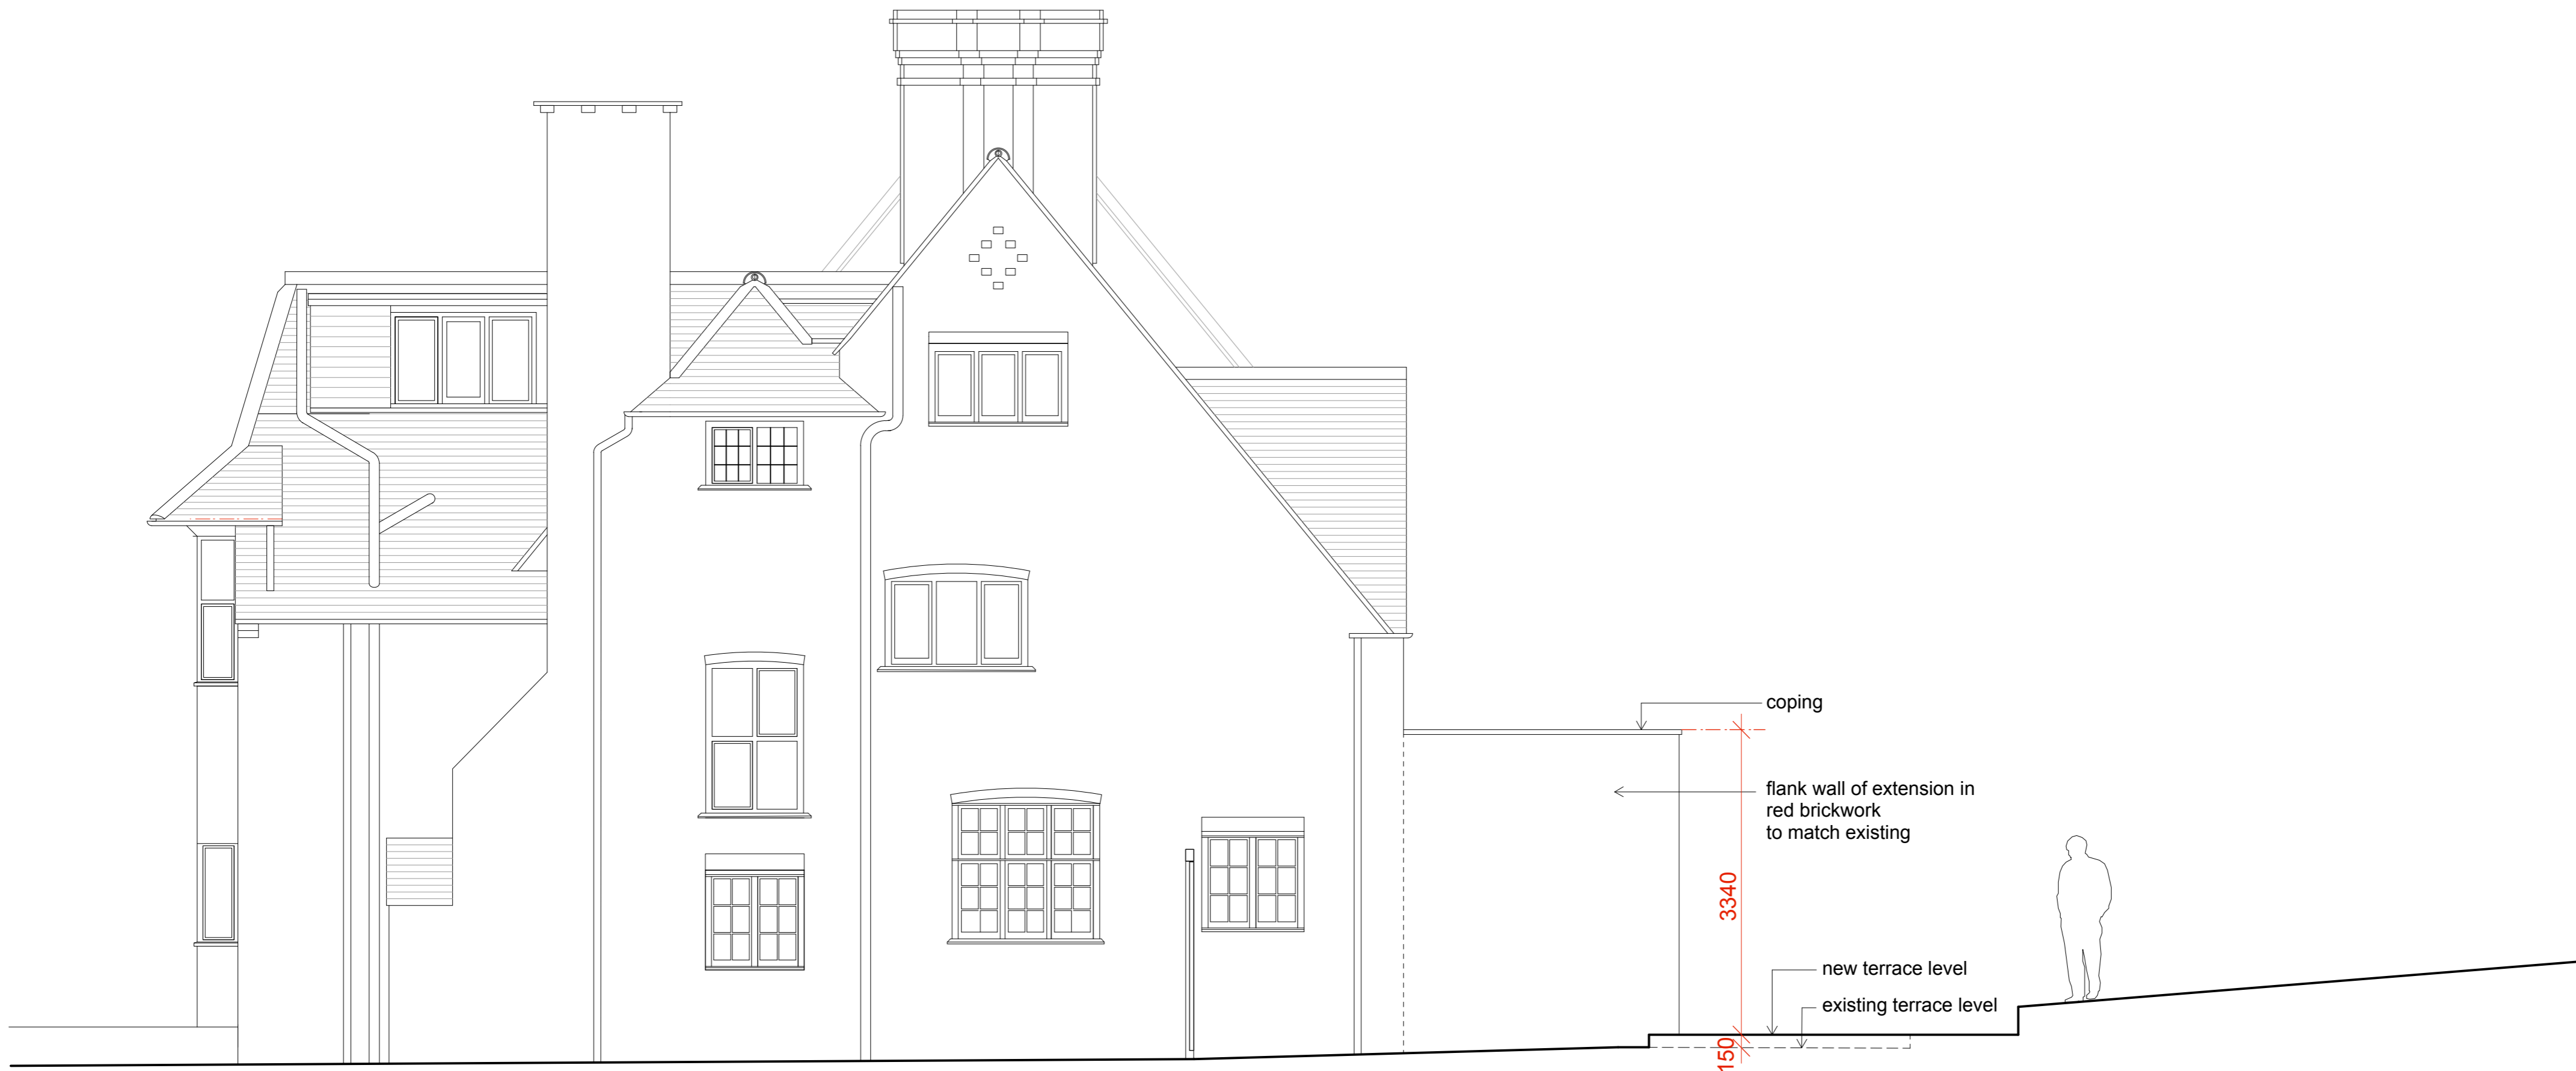 coping
flank wall of extension in
red brickwork
to match existing
3340
new terrace level
existing terrace level
150